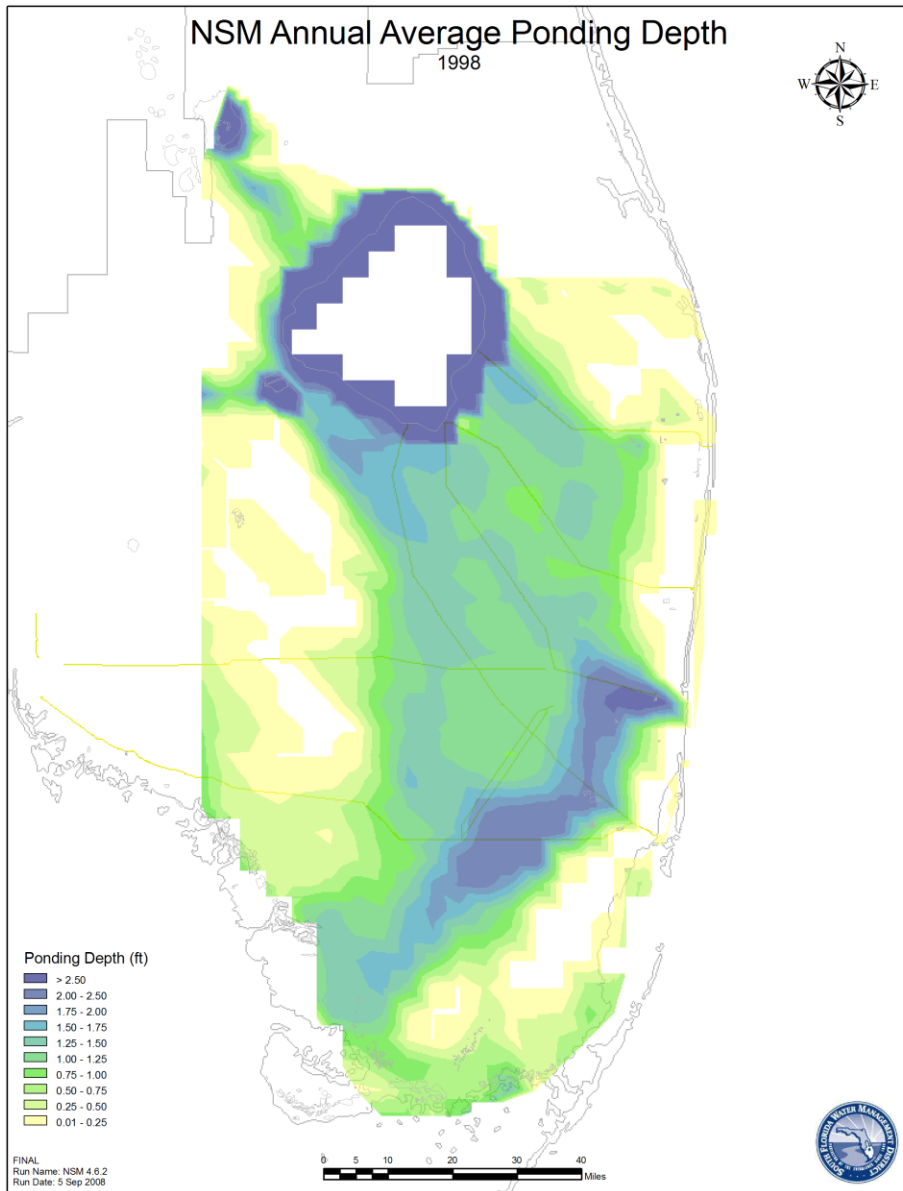 NSM Annual Average Ponding Depth
1998
N
W
E
S
Ponding Depth (ft)
> 2.50
2.00 - 2.50
1.75 - 2.00
1.50 - 1.75
1.25 - 1.50
1.00 - 1.25
0.75 - 1.00
0.50 - 0.75
0.25 - 0.50
0.01 - 0.25
FINAL
Run Name: NSM 4.6.2
Run Date: 5 Sep 2008
0 5 10 20 30 40
Miles
SOUTH FLORIDA WATER MANAGEMENT DISTRICT